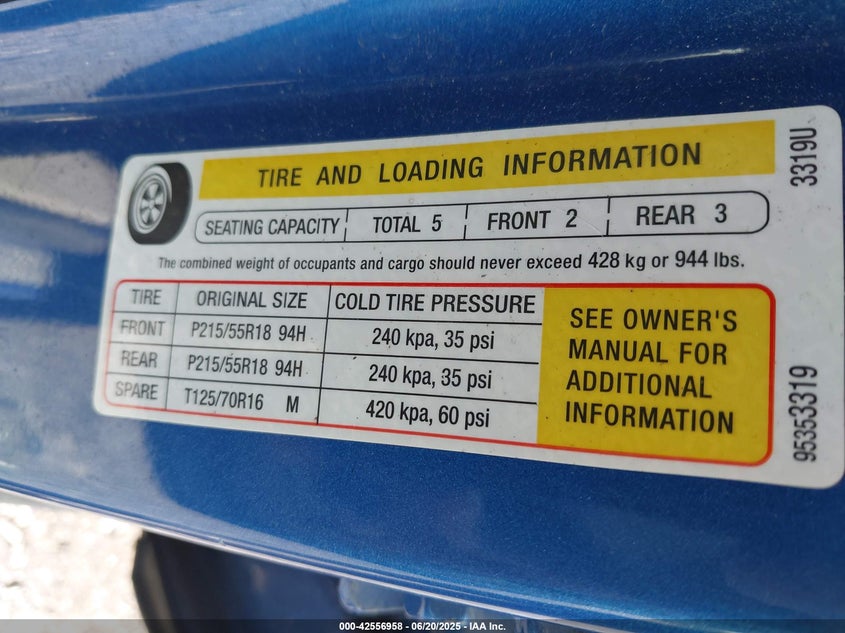 TIRE AND LOADING INFORMATION
3319U
SEATING CAPACITY TOTAL 5 FRONT 2 REAR 3
The combined weight of occupants and cargo should never exceed 428 kg or 944 lbs.
TIRE ORIGINAL SIZE COLD TIRE PRESSURE
FRONT P215/55R18 94H 240 kpa, 35 psi
REAR P215/55R18 94H 240 kpa, 35 psi
SPARE T125/70R16 M 420 kpa, 60 psi
SEE OWNER'S
MANUAL FOR
ADDITIONAL
INFORMATION
95353319
000-42556958 - 06/20/2025 - IAA Inc.